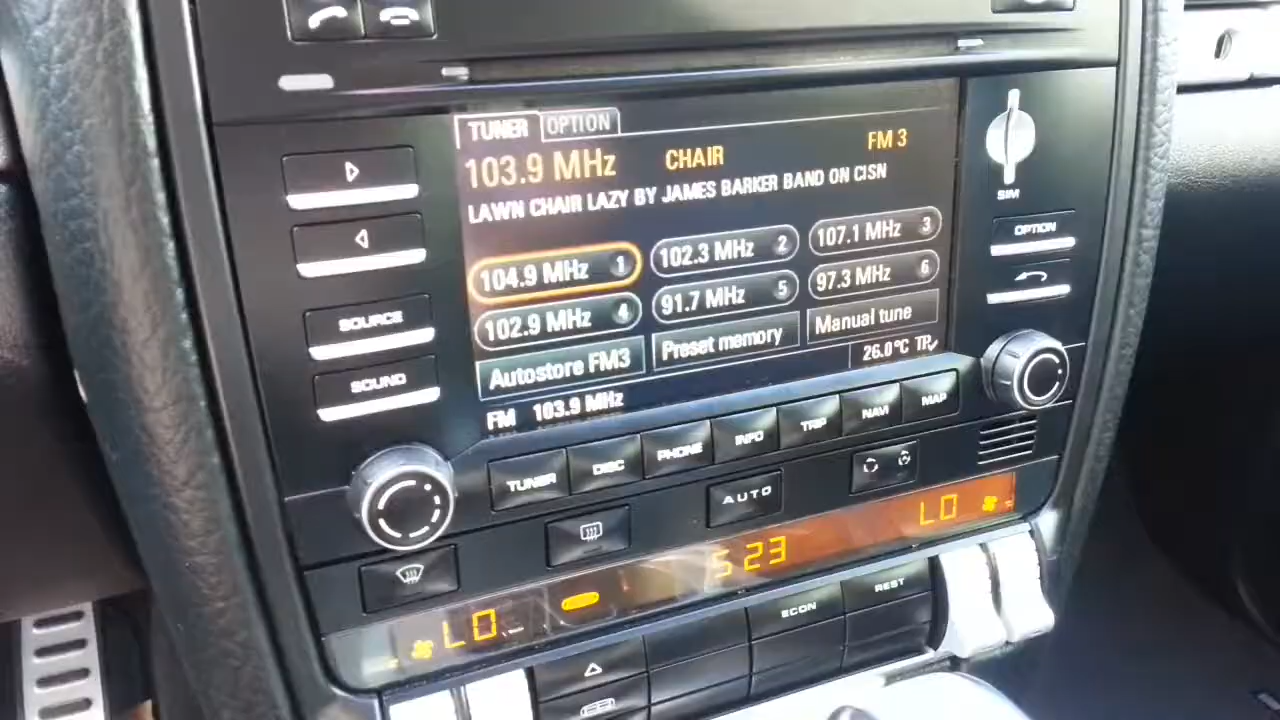 TUNER OPTION
103.9 MHz CHAIR FM 3
LAWN CHAIR LAZY BY JAMES BARKER BAND ON CISN
104.9 MHz 1 102.3 MHz 2 107.1 MHz 3
102.9 MHz 4 91.7 MHz 5 97.3 MHz 6
Autostore FM3 Preset memory Manual tune
26.0°C TP
FM 103.9 MHz
SOURCE
SOUND
SIM
OPTION
TUNER DISC PHONE INFO TRIP NAVI MAP
AUTO
LO 5 23 LO
ECON REST